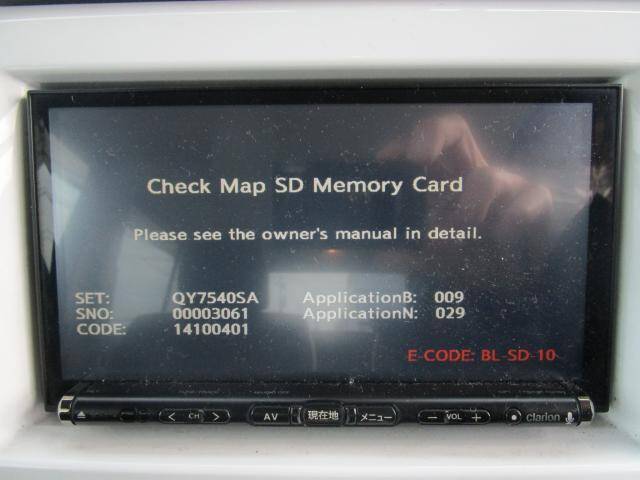 Check Map SD Memory Card
Please see the owner's manual in detail.
SET: QY7540SA ApplicationB: 009
SNO: 00003061 ApplicationN: 029
CODE: 14100401
E-CODE: BL-SD-10
CH AV 現在地 メニュー − VOL + clarion